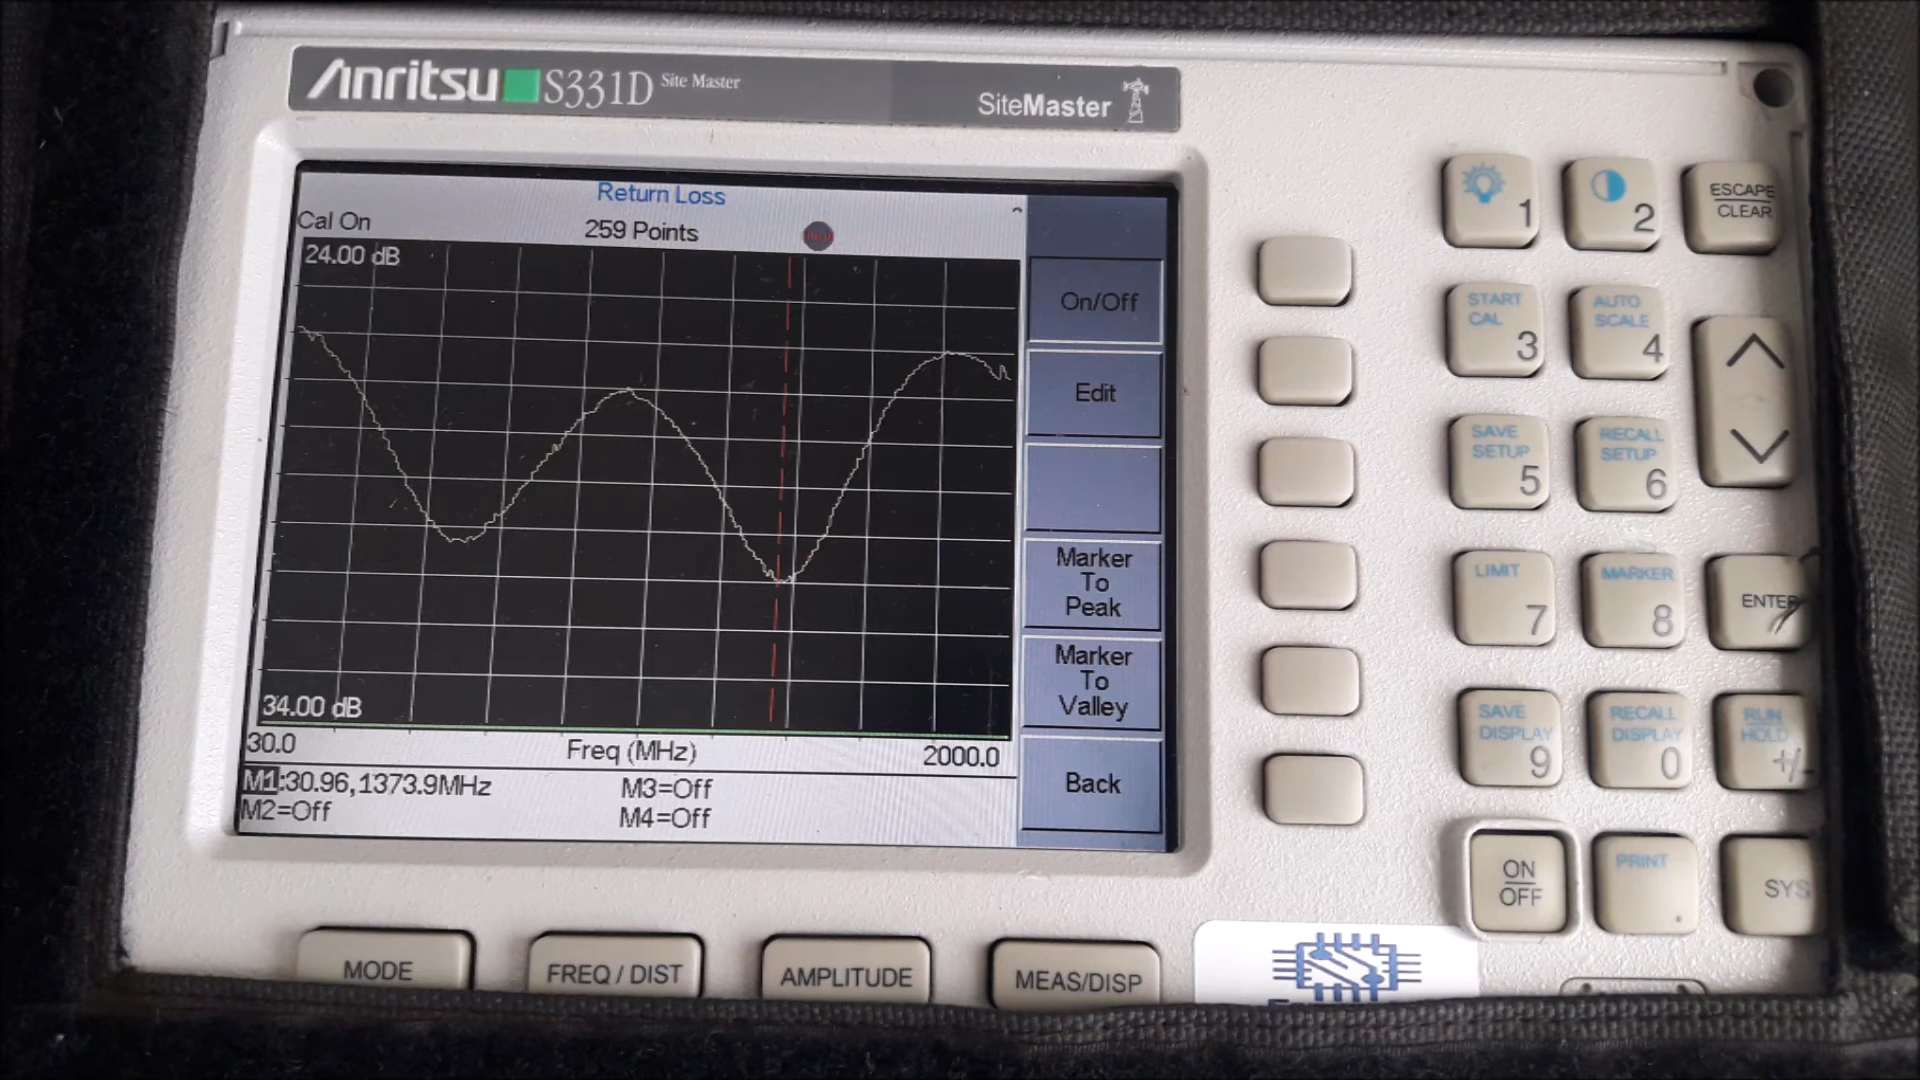 Anritsu S331D Site Master
SiteMaster
Return Loss
Cal On
259 Points
24.00 dB
34.00 dB
30.0
Freq (MHz)
2000.0
M1:30.96,1373.9MHz
M3=Off
M2=Off
M4=Off
On/Off
Edit
Marker
To
Peak
Marker
To
Valley
Back
1
2
ESCAPE
CLEAR
START
CAL
3
AUTO
SCALE
4
SAVE
SETUP
5
RECALL
SETUP
6
LIMIT
7
MARKER
8
ENTER
SAVE
DISPLAY
9
RECALL
DISPLAY
0
RUN
HOLD
+/-
ON
OFF
PRINT
.
SYS
MODE
FREQ / DIST
AMPLITUDE
MEAS/DISP